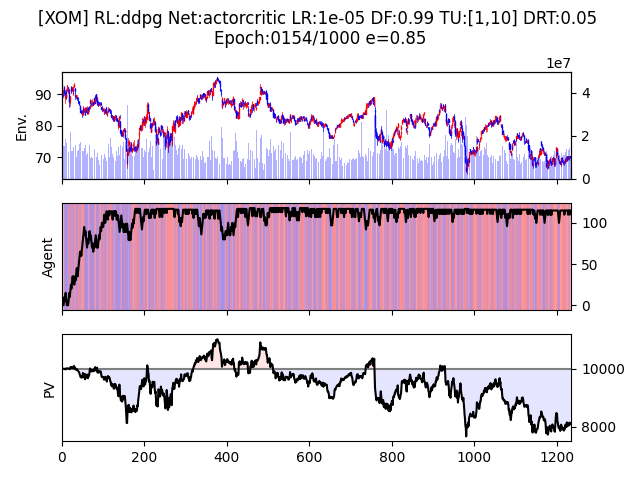 [XOM] RL:ddpg Net:actorcritic LR:1e-05 DF:0.99 TU:[1,10] DRT:0.05
Epoch:0154/1000 e=0.85
1e7
90
80
70
Env.
4
2
0
Agent
100
50
0
PV
10000
8000
0 200 400 600 800 1000 1200